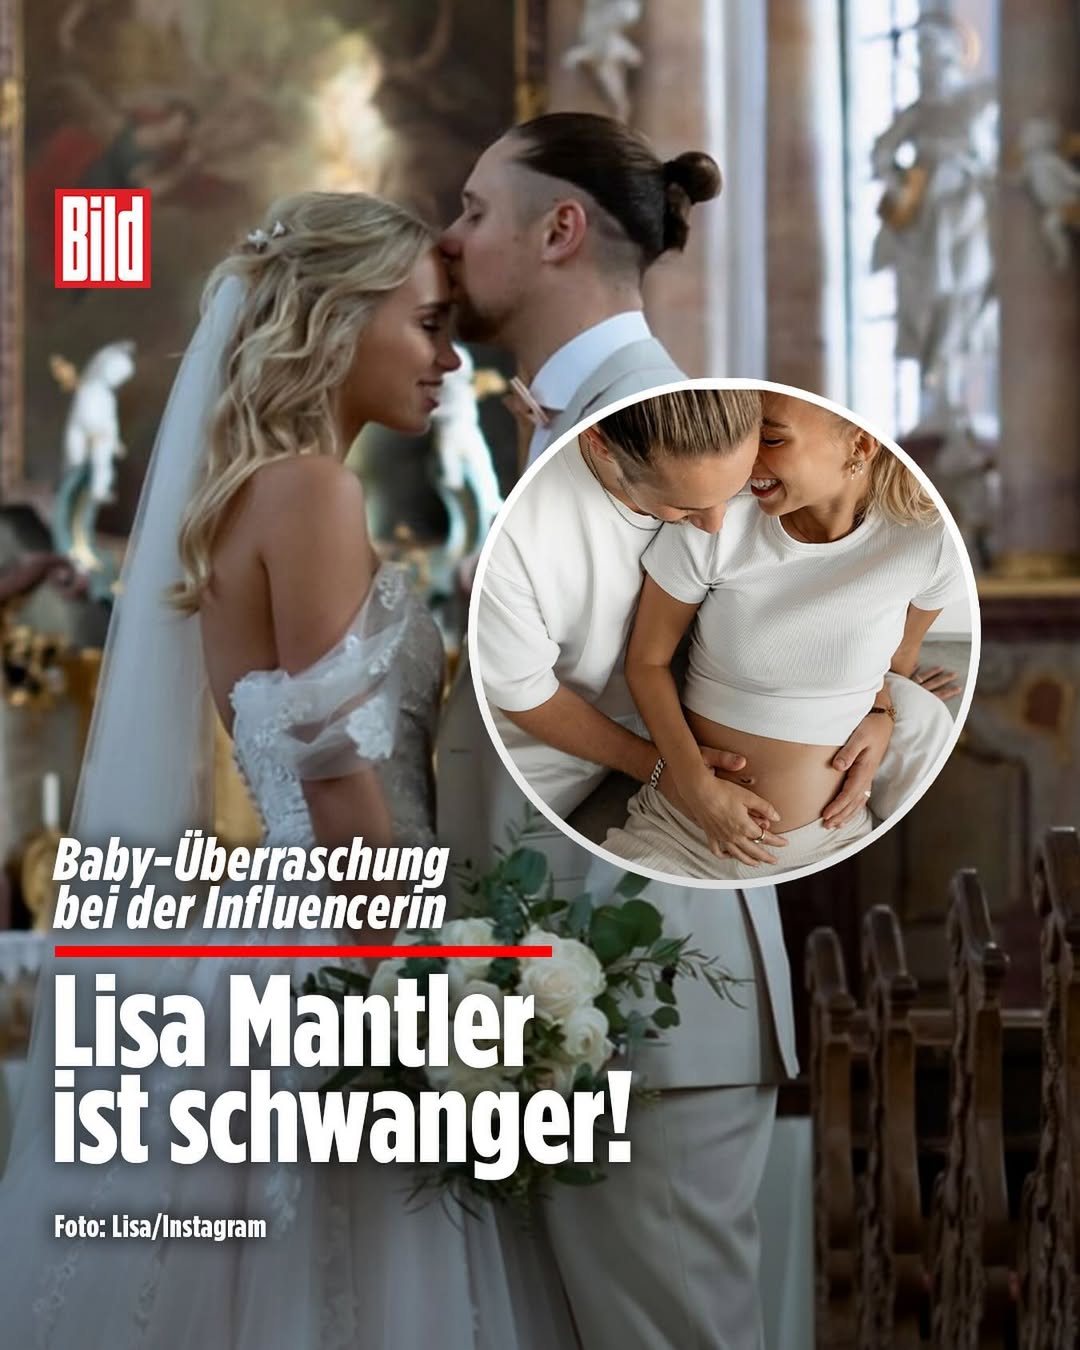 Bild
Baby-Überraschung
bei der Influencerin
Lisa Mantler
ist schwanger!
Foto: Lisa/Instagram